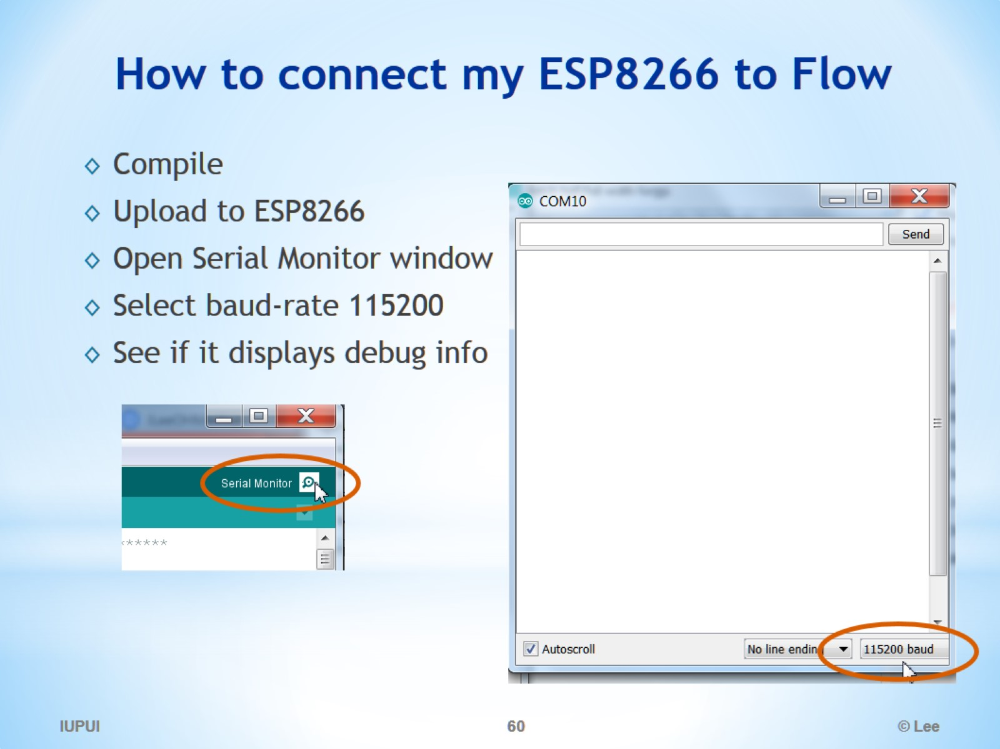 How to connect my ESP8266 to Flow
Compile
Upload to ESP8266
Open Serial Monitor window
Select baud-rate 115200
See if it displays debug info
COM10
Send
Serial Monitor
******
Autoscroll
No line endin
115200 baud
IUPUI
60
© Lee